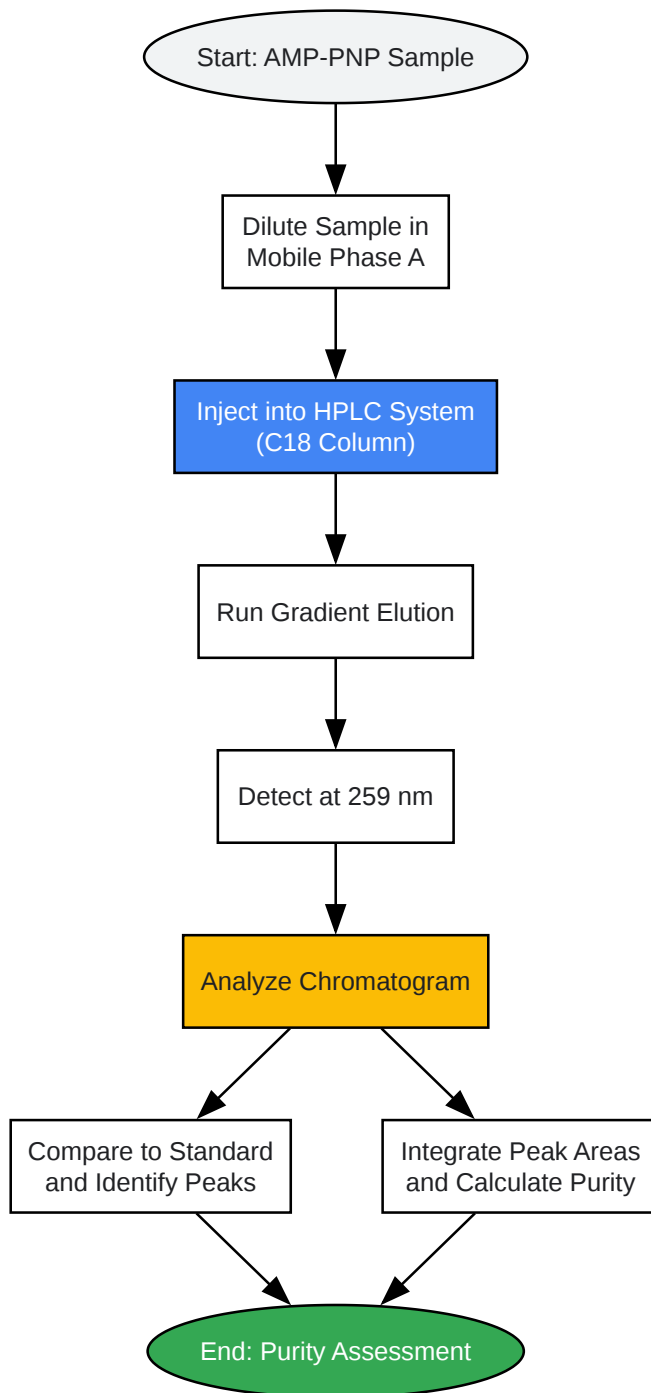 Start: AMP-PNP Sample
Dilute Sample in
Mobile Phase A
Inject into HPLC System
(C18 Column)
Run Gradient Elution
Detect at 259 nm
Analyze Chromatogram
Compare to Standard
and Identify Peaks
Integrate Peak Areas
and Calculate Purity
End: Purity Assessment